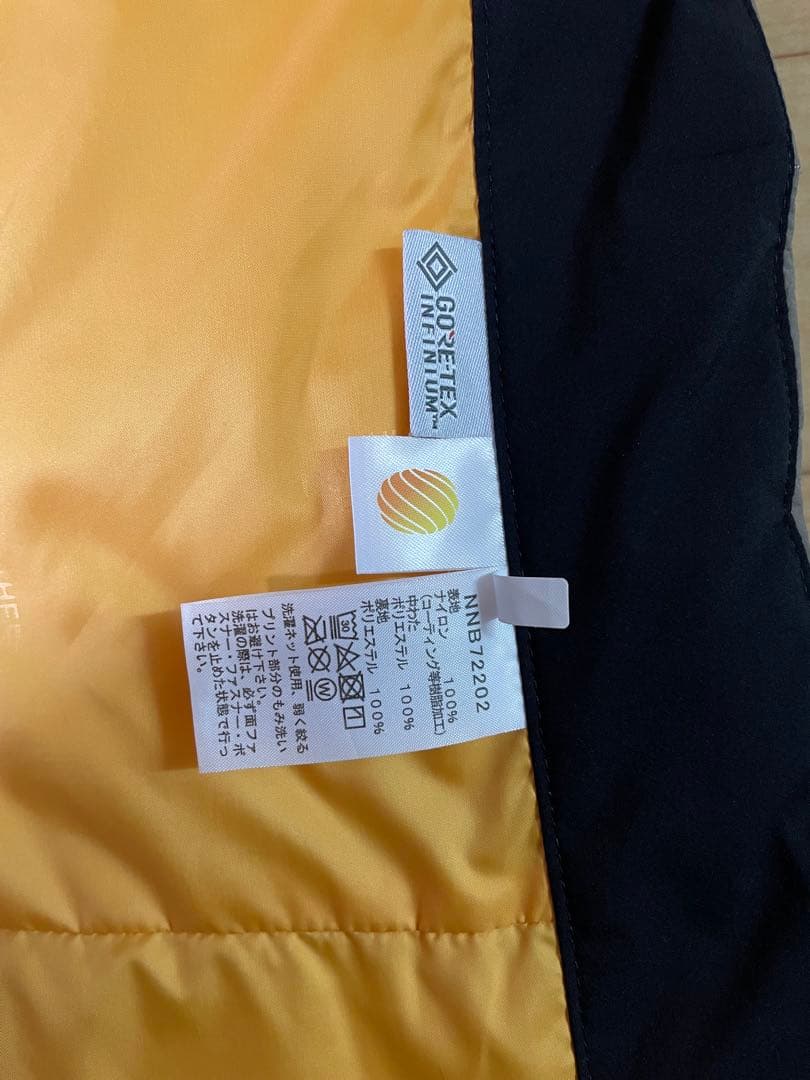 GORE-TEX
INFINIUM™
NNB72202
表地
ナイロン 100%
(コーティング等樹脂加工)
中わた
ポリエステル 100%
裏地
ポリエステル 100%
30
W
洗濯ネット使用、弱く絞る
プリント部分のもみ洗い
はお避け下さい。
洗濯の際は、必ず面ファ
スナー・ファスナー・ボ
タンを止めた状態で行っ
て下さい。